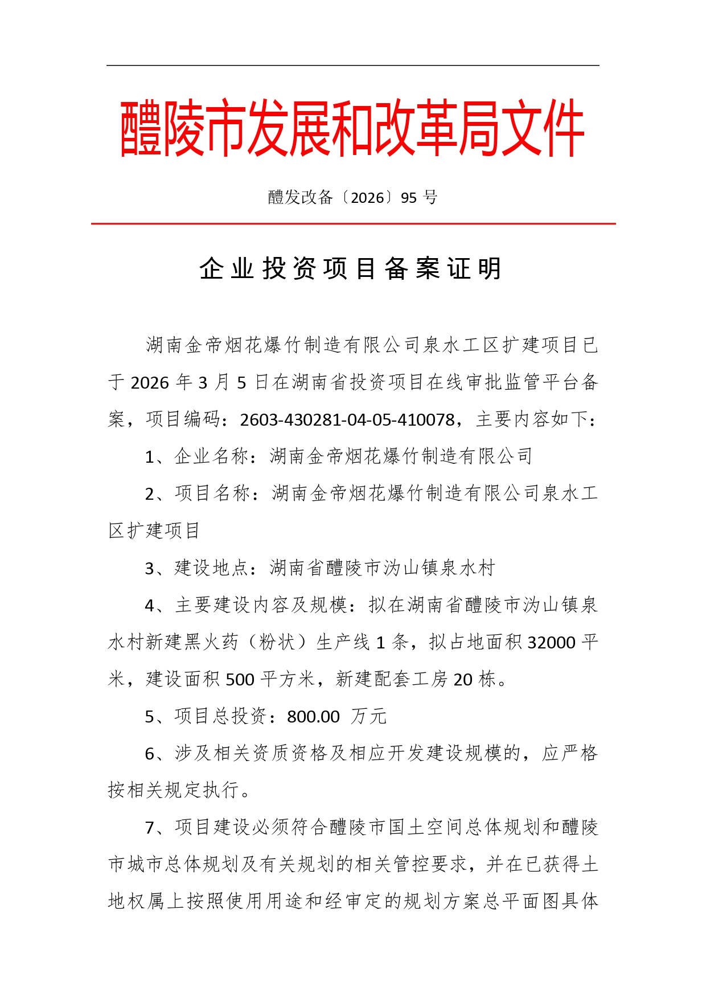 醴陵市发展和改革局文件
醴发改备〔2026〕95 号
企业投资项目备案证明
湖南金帝烟花爆竹制造有限公司泉水工区扩建项目已
于 2026 年 3 月 5 日在湖南省投资项目在线审批监管平台备
案，项目编码：2603-430281-04-05-410078，主要内容如下：
1、企业名称：湖南金帝烟花爆竹制造有限公司
2、项目名称：湖南金帝烟花爆竹制造有限公司泉水工
区扩建项目
3、建设地点：湖南省醴陵市沩山镇泉水村
4、主要建设内容及规模：拟在湖南省醴陵市沩山镇泉
水村新建黑火药（粉状）生产线 1 条，拟占地面积 32000 平
米，建设面积 500 平方米，新建配套工房 20 栋。
5、项目总投资：800.00 万元
6、涉及相关资质资格及相应开发建设规模的，应严格
按相关规定执行。
7、项目建设必须符合醴陵市国土空间总体规划和醴陵
市城市总体规划及有关规划的相关管控要求，并在已获得土
地权属上按照使用用途和经审定的规划方案总平面图具体